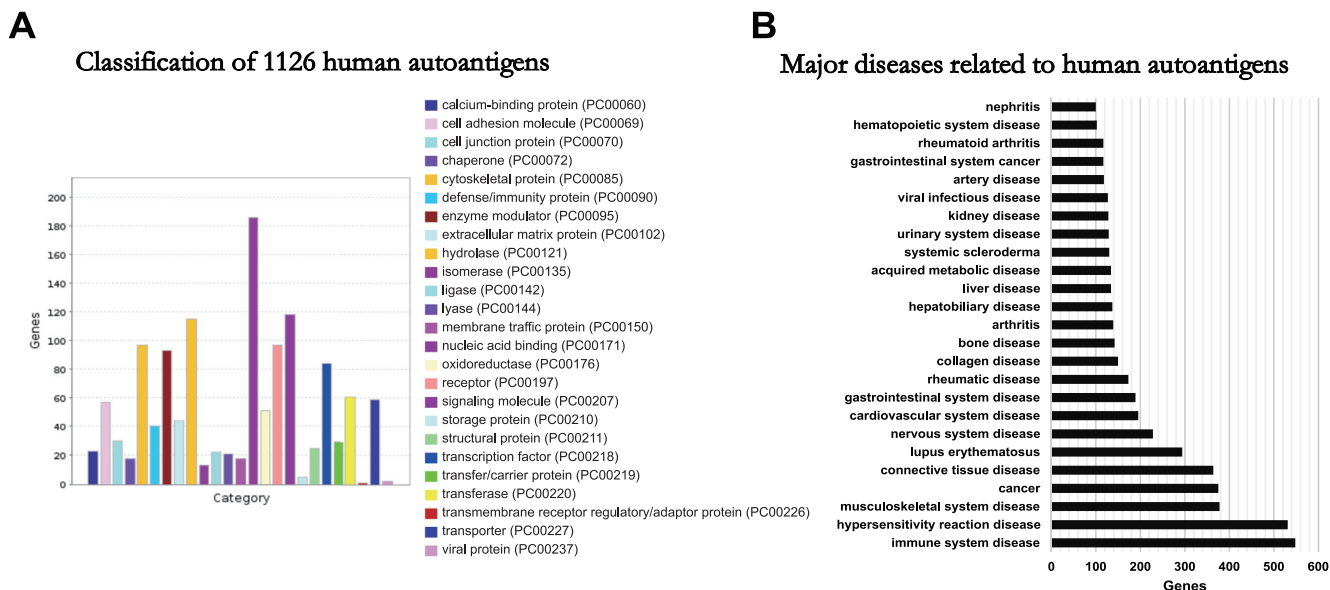 A
Classification of 1126 human autoantigens
200
180
160
140
120
100
80
60
40
20
0
Genes
Category
calcium-binding protein (PC00060)
cell adhesion molecule (PC00069)
cell junction protein (PC00070)
chaperone (PC00072)
cytoskeletal protein (PC00085)
defense/immunity protein (PC00090)
enzyme modulator (PC00095)
extracellular matrix protein (PC00102)
hydrolase (PC00121)
isomerase (PC00135)
ligase (PC00142)
lyase (PC00144)
membrane traffic protein (PC00150)
nucleic acid binding (PC00171)
oxidoreductase (PC00176)
receptor (PC00197)
signaling molecule (PC00207)
storage protein (PC00210)
structural protein (PC00211)
transcription factor (PC00218)
transfer/carrier protein (PC00219)
transferase (PC00220)
transmembrane receptor regulatory/adaptor protein (PC00226)
transporter (PC00227)
viral protein (PC00237)
B
Major diseases related to human autoantigens
nephritis
hematopoietic system disease
rheumatoid arthritis
gastrointestinal system cancer
artery disease
viral infectious disease
kidney disease
urinary system disease
systemic scleroderma
acquired metabolic disease
liver disease
hepatobiliary disease
arthritis
bone disease
collagen disease
rheumatic disease
gastrointestinal system disease
cardiovascular system disease
nervous system disease
lupus erythematosus
connective tissue disease
cancer
musculoskeletal system disease
hypersensitivity reaction disease
immune system disease
0 100 200 300 400 500 600
Genes